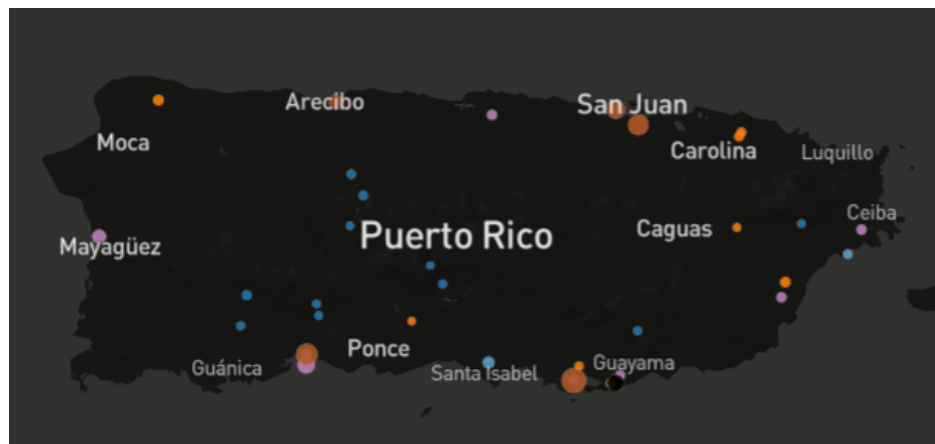 Arecibo
San Juan
Moca
Carolina
Luquillo
Ceiba
Mayagüez
Puerto Rico
Caguas
Ponce
Guánica
Santa Isabel
Guayama